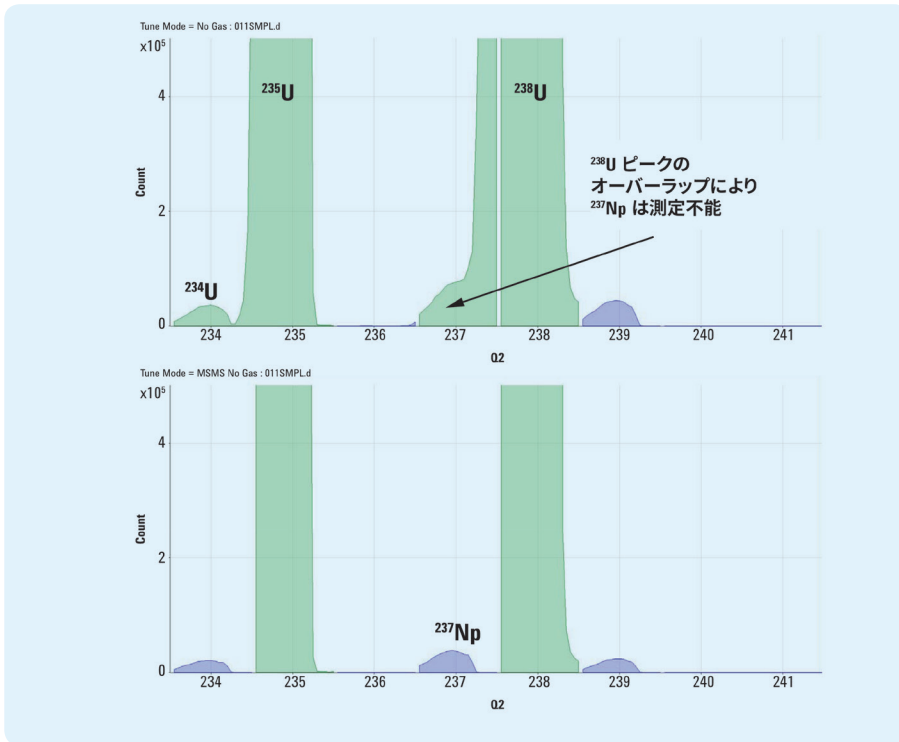 Tune Mode = No Gas : 011SMPL.d
x10⁵
4
2
0
Count
²³⁵U
²³⁸U
²³⁸U ピークの
オーバーラップにより
²³⁷Np は測定不能
²³⁴U
234 235 236 237 238 239 240 241
Q2
Tune Mode = MSMS No Gas : 011SMPL.d
x10⁵
4
2
0
Count
²³⁷Np
234 235 236 237 238 239 240 241
Q2